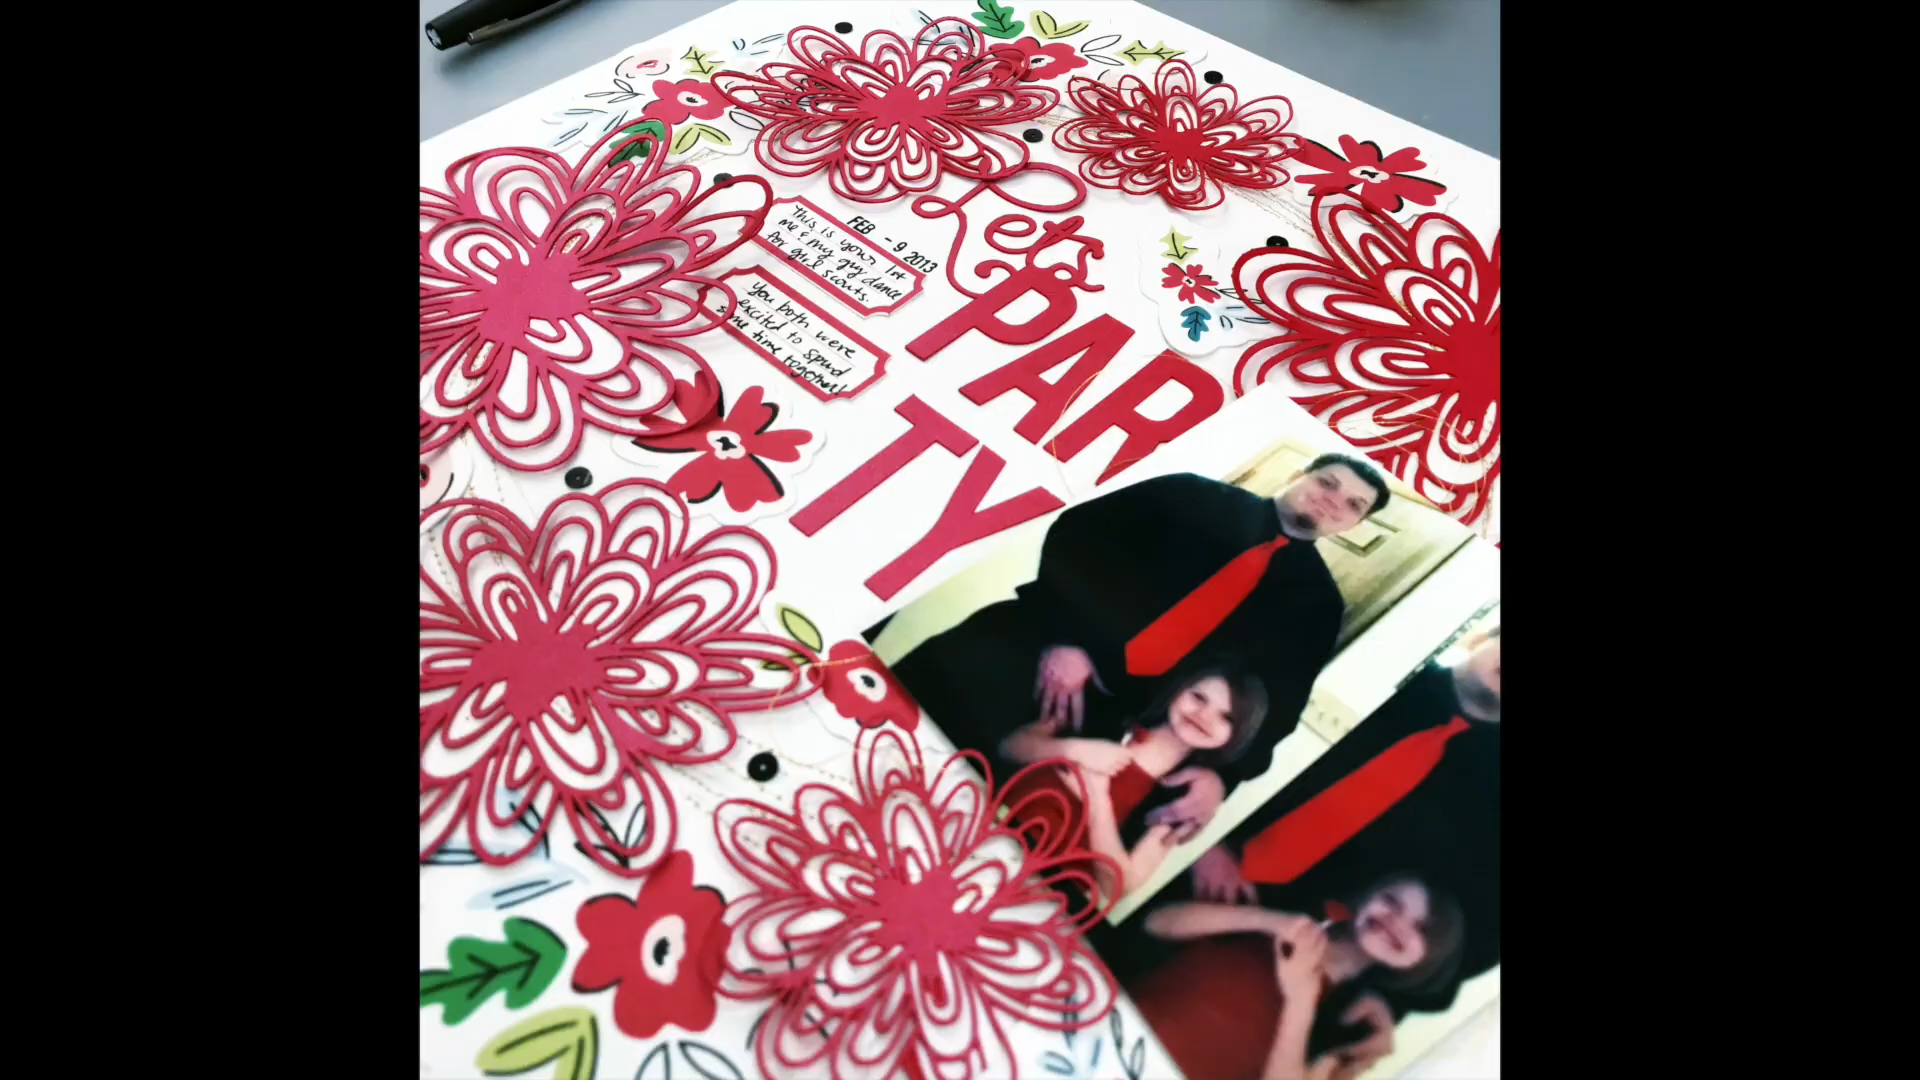 Let's
PAR
TY
FEB - 9 2013
This is your 1st
me & my guy dance
for girl scouts.
You both were
excited to spend
some time together!